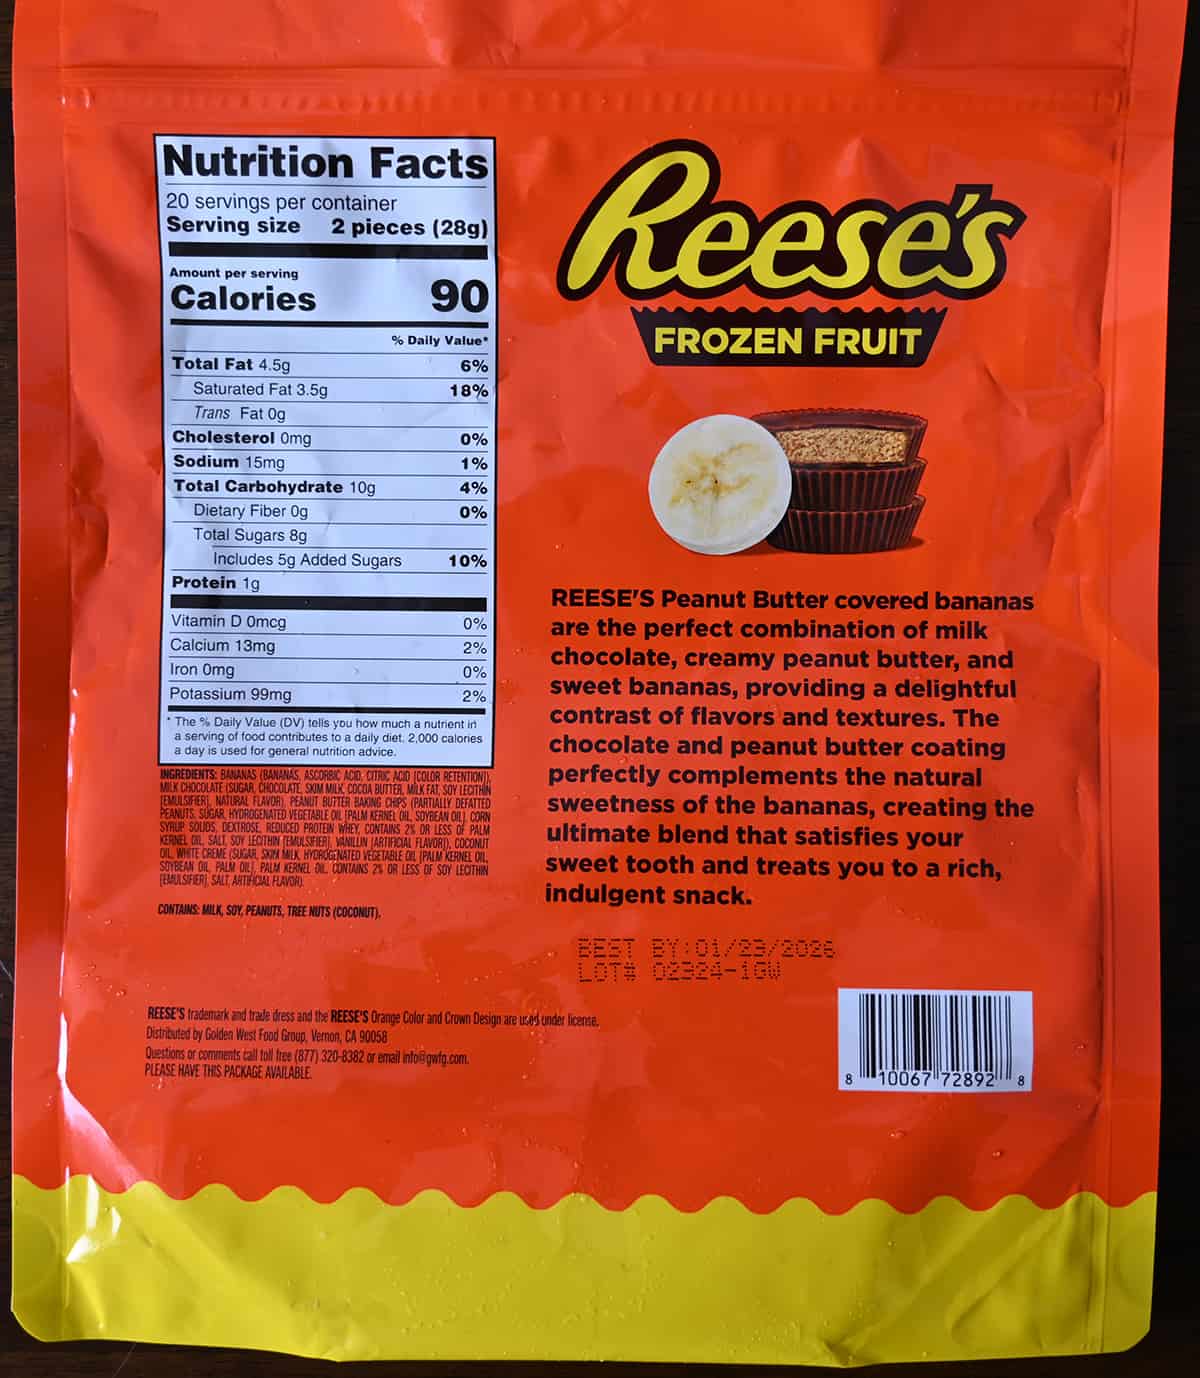 Nutrition Facts
20 servings per container
Serving size 2 pieces (28g)
Amount per serving
Calories 90
% Daily Value*
Total Fat 4.5g 6%
Saturated Fat 3.5g 18%
Trans Fat 0g
Cholesterol 0mg 0%
Sodium 15mg 1%
Total Carbohydrate 10g 4%
Dietary Fiber 0g 0%
Total Sugars 8g
Includes 5g Added Sugars 10%
Protein 1g
Vitamin D 0mcg 0%
Calcium 13mg 2%
Iron 0mg 0%
Potassium 99mg 2%
* The % Daily Value (DV) tells you how much a nutrient in
a serving of food contributes to a daily diet. 2,000 calories
a day is used for general nutrition advice.
INGREDIENTS: BANANAS (BANANAS, ASCORBIC ACID, CITRIC ACID [COLOR RETENTION]),
MILK CHOCOLATE (SUGAR, CHOCOLATE, SKIM MILK, COCOA BUTTER, MILK FAT, SOY LECITHIN
[EMULSIFIER], NATURAL FLAVOR), PEANUT BUTTER BAKING CHIPS (PARTIALLY DEFATTED
PEANUTS, SUGAR, HYDROGENATED VEGETABLE OIL [PALM KERNEL OIL, SOYBEAN OIL], CORN
SYRUP SOLIDS, DEXTROSE, REDUCED PROTEIN WHEY, CONTAINS 2% OR LESS OF PALM
KERNEL OIL, SALT, SOY LECITHIN [EMULSIFIER], VANILLIN [ARTIFICIAL FLAVOR]), COCONUT
OIL, WHITE CREME (SUGAR, SKIM MILK, HYDROGENATED VEGETABLE OIL [PALM KERNEL OIL,
SOYBEAN OIL, PALM OIL], PALM KERNEL OIL, CONTAINS 2% OR LESS OF SOY LECITHIN
[EMULSIFIER], SALT, ARTIFICIAL FLAVOR).
CONTAINS: MILK, SOY, PEANUTS, TREE NUTS (COCONUT).
Reese's
FROZEN FRUIT
REESE'S Peanut Butter covered bananas
are the perfect combination of milk
chocolate, creamy peanut butter, and
sweet bananas, providing a delightful
contrast of flavors and textures. The
chocolate and peanut butter coating
perfectly complements the natural
sweetness of the bananas, creating the
ultimate blend that satisfies your
sweet tooth and treats you to a rich,
indulgent snack.
BEST BY:01/23/2026
LOT# 02324-1GW
REESE'S trademark and trade dress and the REESE'S Orange Color and Crown Design are used under license.
Distributed by Golden West Food Group, Vernon, CA 90058
Questions or comments call toll free (877) 320-8382 or email info@gwfg.com.
PLEASE HAVE THIS PACKAGE AVAILABLE.
8 10067 72892 8